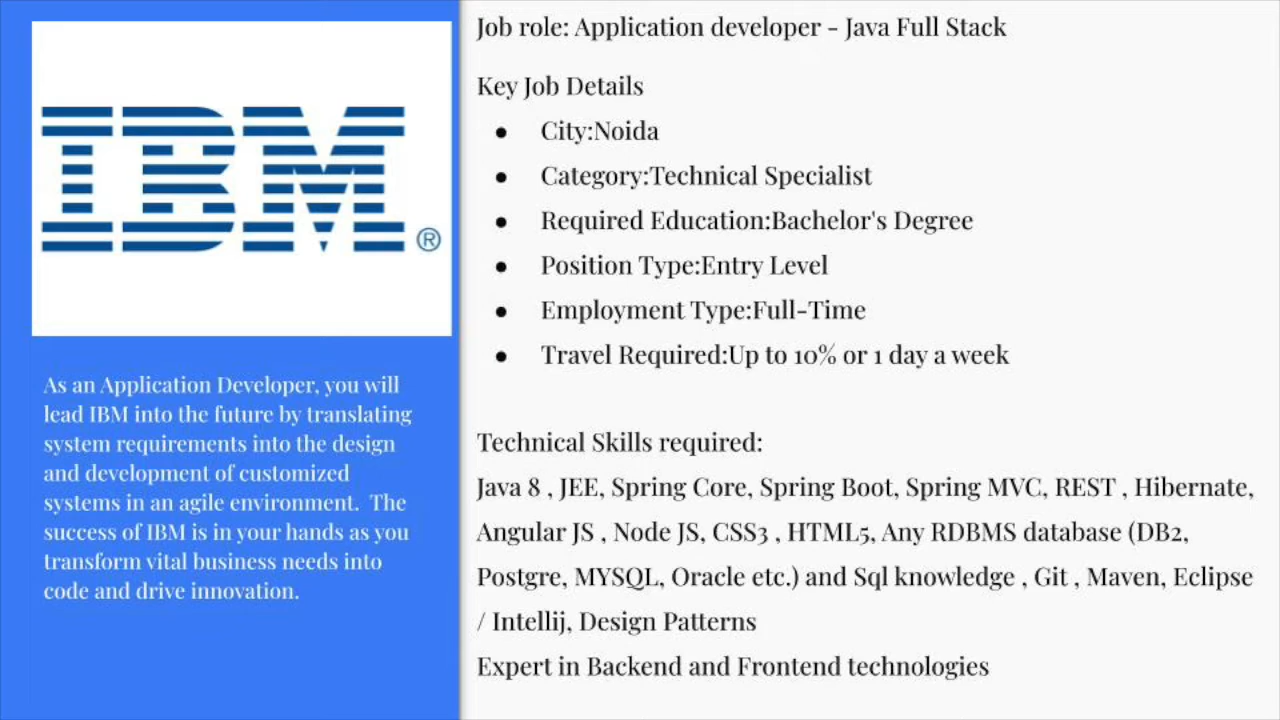 IBM®
As an Application Developer, you will
lead IBM into the future by translating
system requirements into the design
and development of customized
systems in an agile environment. The
success of IBM is in your hands as you
transform vital business needs into
code and drive innovation.
Job role: Application developer - Java Full Stack
Key Job Details
● City:Noida
● Category:Technical Specialist
● Required Education:Bachelor's Degree
● Position Type:Entry Level
● Employment Type:Full-Time
● Travel Required:Up to 10% or 1 day a week
Technical Skills required:
Java 8 , JEE, Spring Core, Spring Boot, Spring MVC, REST , Hibernate,
Angular JS , Node JS, CSS3 , HTML5, Any RDBMS database (DB2,
Postgre, MYSQL, Oracle etc.) and Sql knowledge , Git , Maven, Eclipse
/ Intellij, Design Patterns
Expert in Backend and Frontend technologies